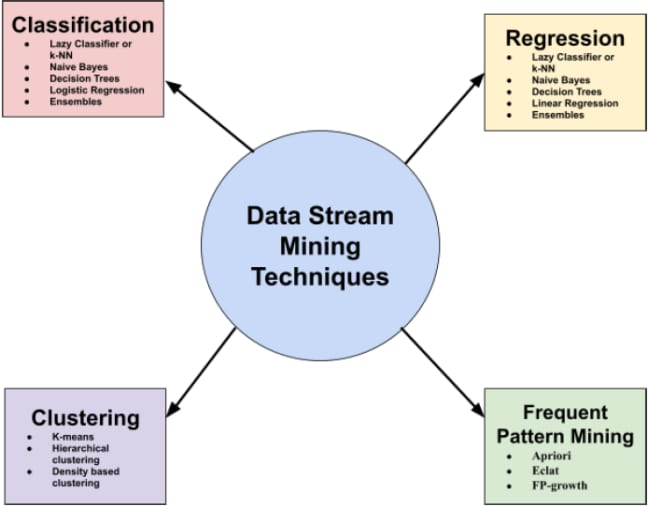 Classification
● Lazy Classifier or
k-NN
● Naive Bayes
● Decision Trees
● Logistic Regression
● Ensembles
Regression
● Lazy Classifier or
k-NN
● Naive Bayes
● Decision Trees
● Linear Regression
● Ensembles
Data Stream
Mining
Techniques
Clustering
● K-means
● Hierarchical
clustering
● Density based
clustering
Frequent
Pattern Mining
● Apriori
● Eclat
● FP-growth